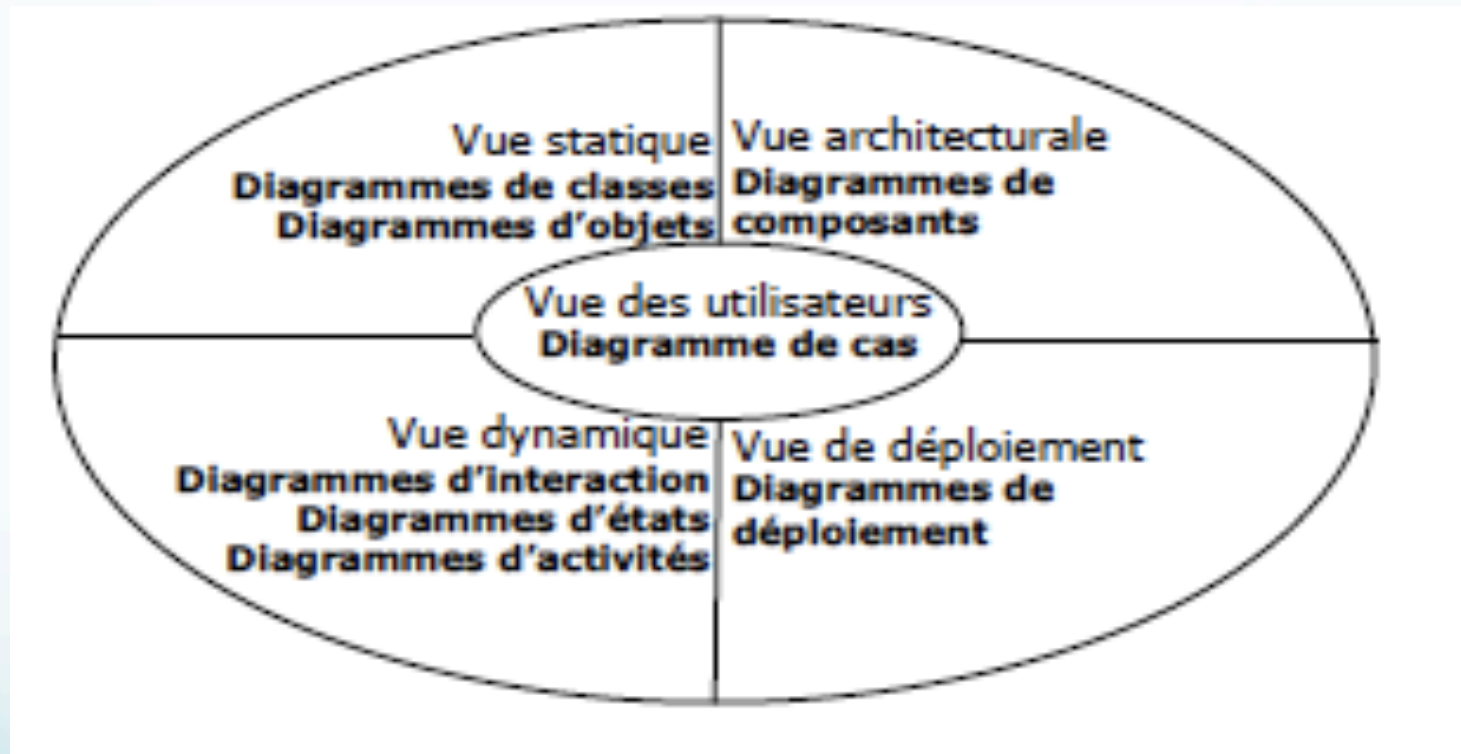 Vue statique
Diagrammes de classes
Diagrammes d'objets
Vue architecturale
Diagrammes de
composants
Vue des utilisateurs
Diagramme de cas
Vue dynamique
Diagrammes d'interaction
Diagrammes d'états
Diagrammes d'activités
Vue de déploiement
Diagrammes de
déploiement